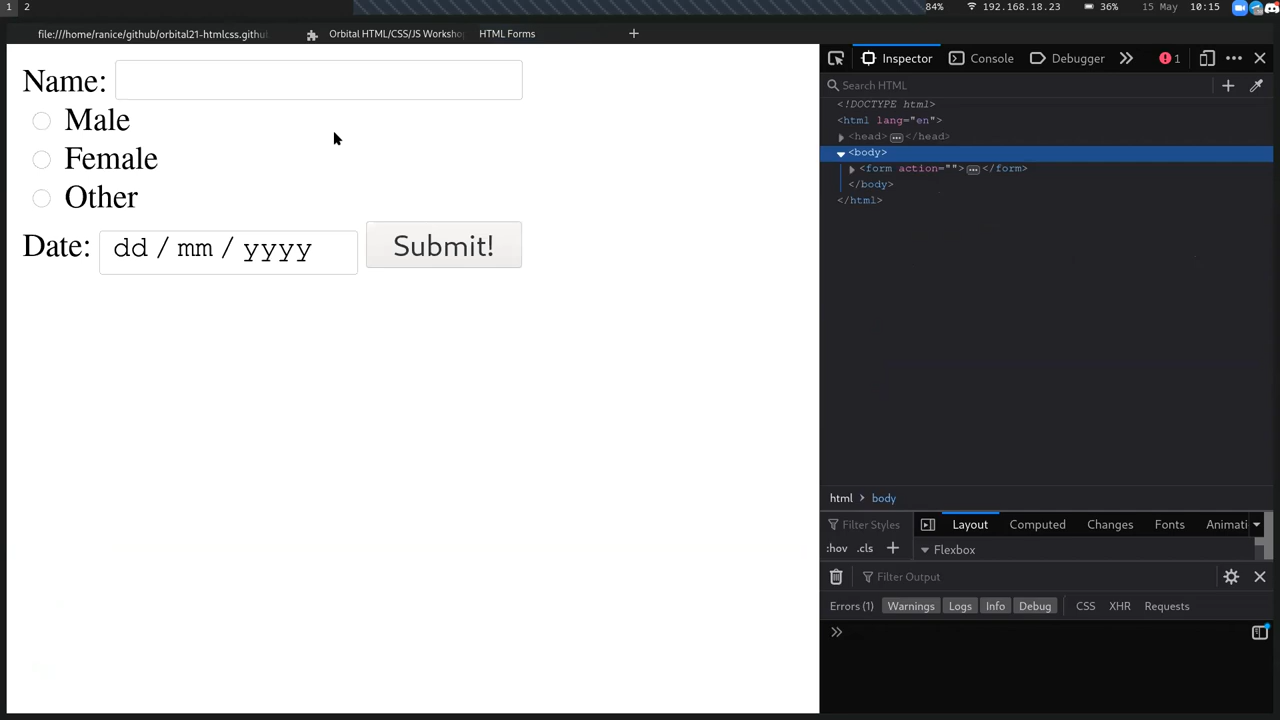 1 2 84% 192.168.18.23 36% 15 May 10:15
file:///home/ranice/github/orbital21-htmlcss.github Orbital HTML/CSS/JS Worksho HTML Forms +
Name:
Male
Female
Other
Date: dd / mm / yyyy Submit!
Inspector Console Debugger 1
Search HTML
<!DOCTYPE html>
<html lang="en">
<head> </head>
<body>
<form action=""> </form>
</body>
</html>
html > body
Filter Styles Layout Computed Changes Fonts Animati
:hov .cls + Flexbox
Filter Output
Errors (1) Warnings Logs Info Debug CSS XHR Requests